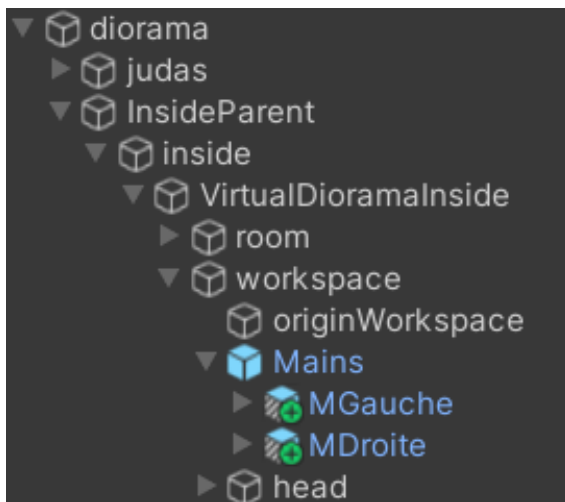 diorama
judas
InsideParent
inside
VirtualDioramaInside
room
workspace
originWorkspace
Mains
MGauche
MDroite
head